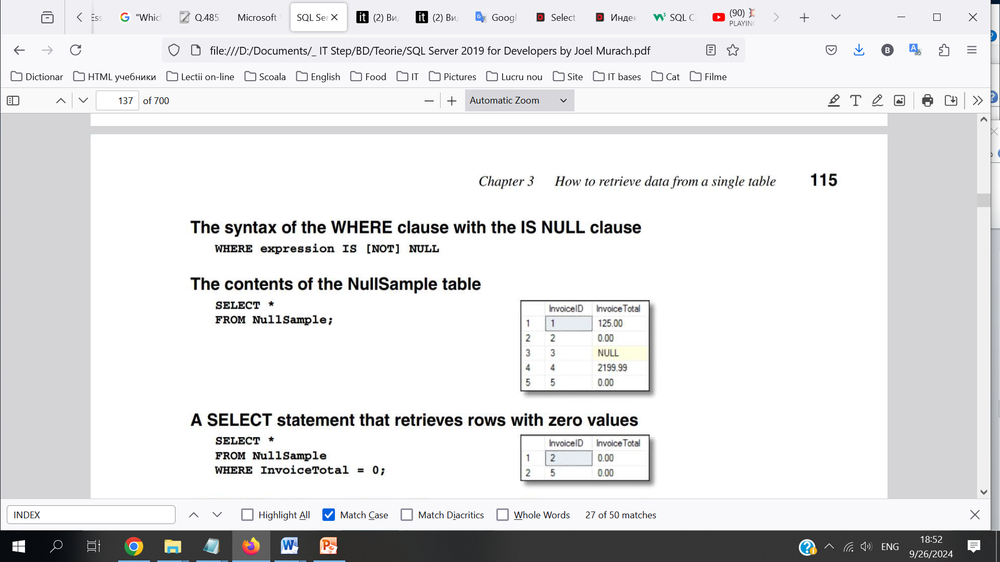 Ess
"Whicl
Q.485
Microsoft
SQL Ser
(2) Ви
(2) Ви
Googl
Select
Индек
SQL C
(90)
PLAYING
file:///D:/Documents/_ IT Step/BD/Teorie/SQL Server 2019 for Developers by Joel Murach.pdf
Dictionar
HTML учебники
Lectii on-line
Scoala
English
Food
IT
Pictures
Lucru nou
Site
IT bases
Cat
Filme
137 of 700
Automatic Zoom
Chapter 3 How to retrieve data from a single table 115
The syntax of the WHERE clause with the IS NULL clause
WHERE expression IS [NOT] NULL
The contents of the NullSample table
SELECT *
FROM NullSample;
InvoiceID InvoiceTotal
1 1 125.00
2 2 0.00
3 3 NULL
4 4 2199.99
5 5 0.00
A SELECT statement that retrieves rows with zero values
SELECT *
FROM NullSample
WHERE InvoiceTotal = 0;
InvoiceID InvoiceTotal
1 2 0.00
2 5 0.00
INDEX
Highlight All
Match Case
Match Diacritics
Whole Words
27 of 50 matches
ENG
18:52
9/26/2024